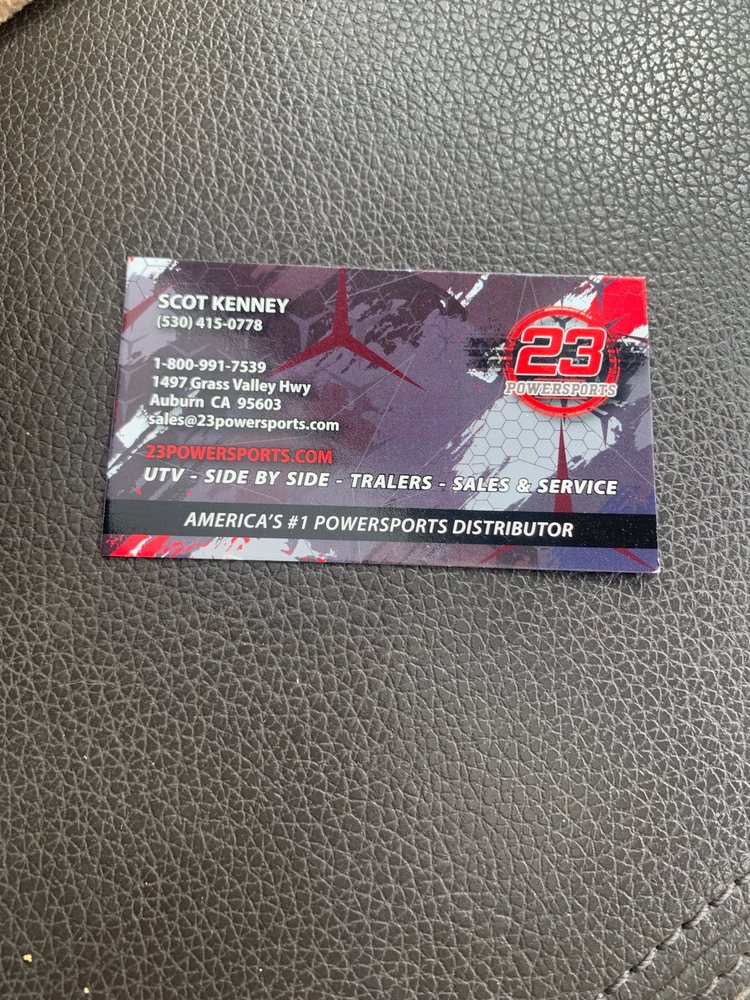 SCOT KENNEY
(530) 415-0778
1-800-991-7539
1497 Grass Valley Hwy
Auburn CA 95603
sales@23powersports.com
23
POWERSPORTS
23POWERSPORTS.COM
UTV - SIDE BY SIDE - TRALERS - SALES & SERVICE
AMERICA'S #1 POWERSPORTS DISTRIBUTOR